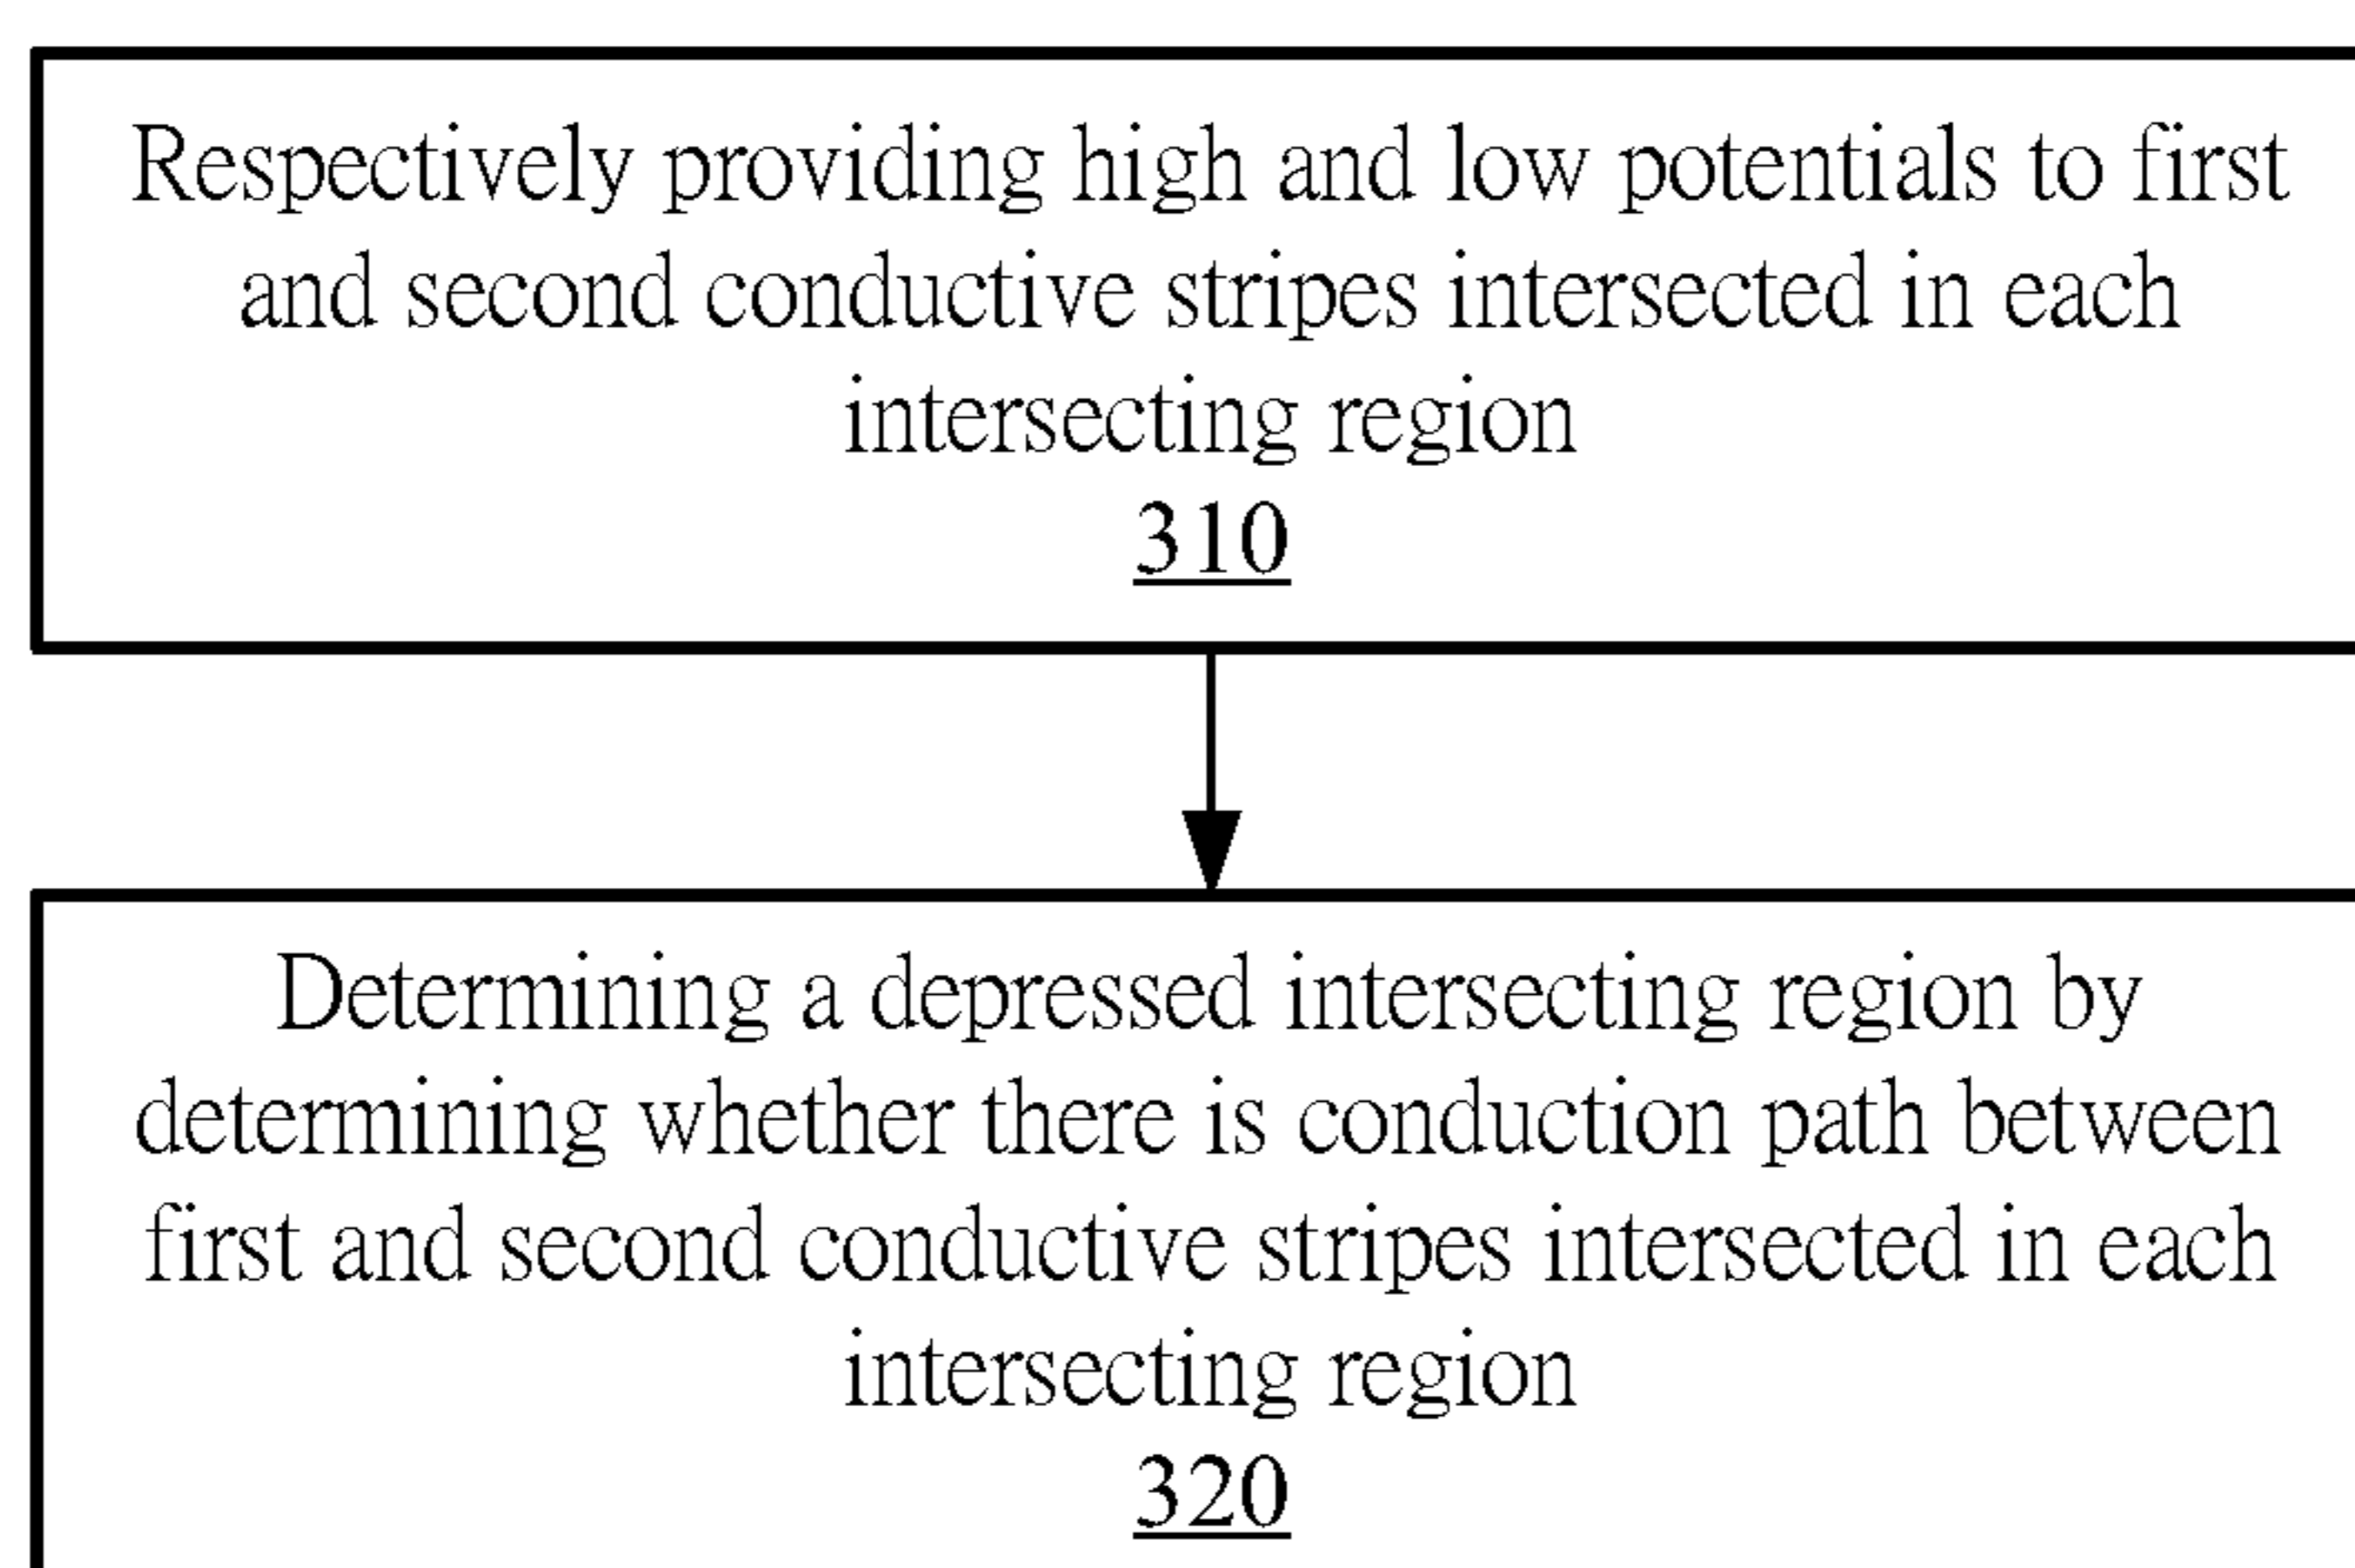 Respectively providing high and low potentials to first
and second conductive stripes intersected in each
intersecting region
310
Determining a depressed intersecting region by
determining whether there is conduction path between
first and second conductive stripes intersected in each
intersecting region
320